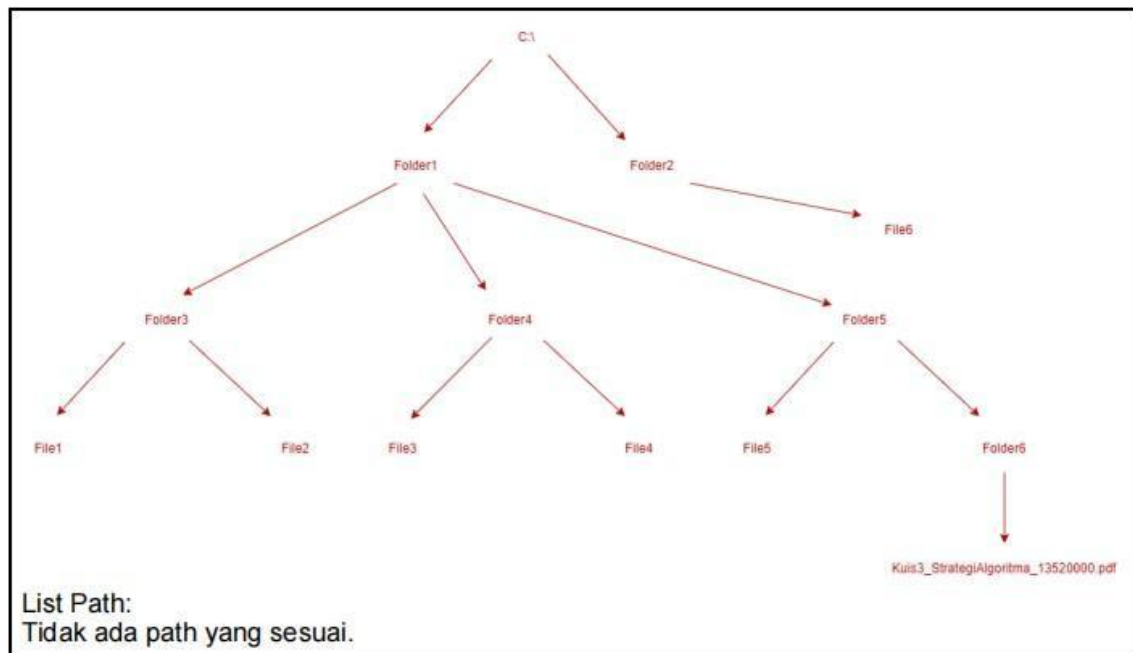 C:\
Folder1
Folder2
File6
Folder3
Folder4
Folder5
File1
File2
File3
File4
File5
Folder6
Kuis3_StrategiAlgoritma_13520000.pdf
List Path:
Tidak ada path yang sesuai.